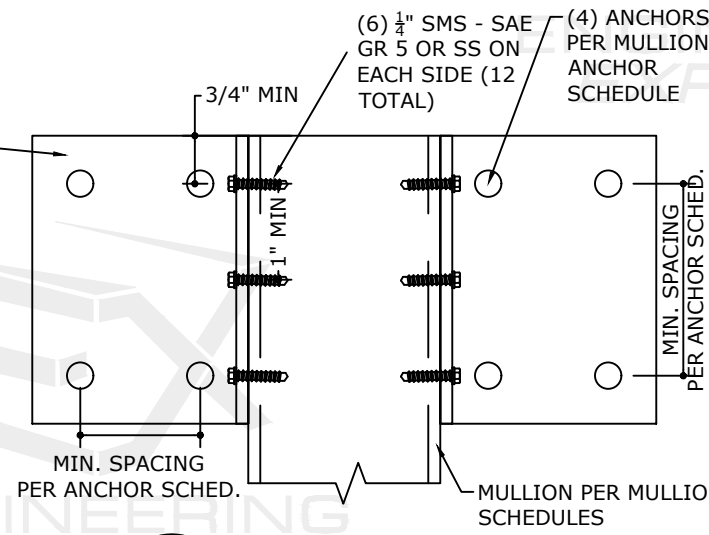 (6) 1/4" SMS - SAE
GR 5 OR SS ON
EACH SIDE (12
TOTAL)
(4) ANCHORS
PER MULLION
ANCHOR
SCHEDULE
3/4" MIN
1" MIN
MIN. SPACING
PER ANCHOR SCHED.
MIN. SPACING
PER ANCHOR SCHED.
MULLION PER MULLIO
SCHEDULES
INEERING